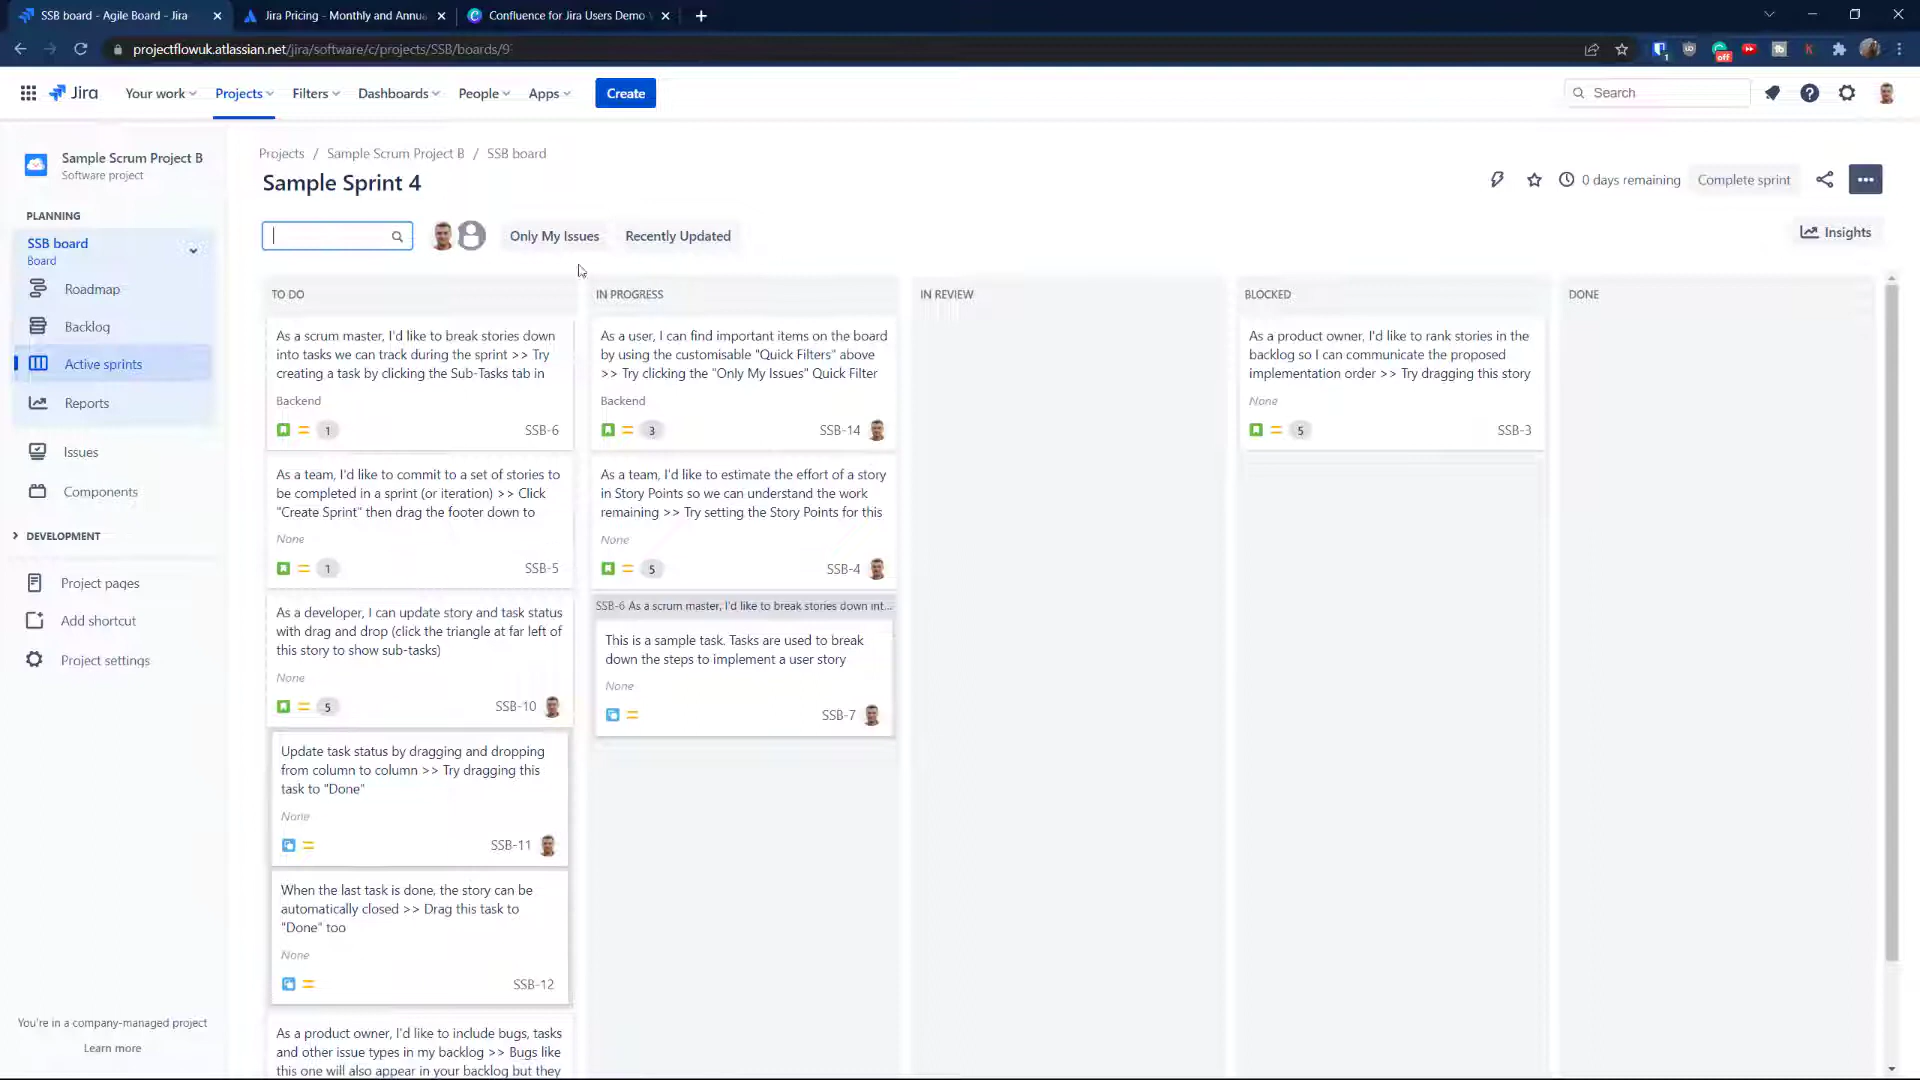 SSB board - Agile Board - Jira
Jira Pricing - Monthly and Annua
Confluence for Jira Users Demo
projectflowuk.atlassian.net/jira/software/c/projects/SSB/boards/9
off
Jira
Your work
Projects
Filters
Dashboards
People
Apps
Create
Search
Sample Scrum Project B
Software project
Projects / Sample Scrum Project B / SSB board
Sample Sprint 4
0 days remaining
Complete sprint
Only My Issues
Recently Updated
Insights
PLANNING
SSB board
Board
Roadmap
Backlog
Active sprints
Reports
Issues
Components
DEVELOPMENT
Project pages
Add shortcut
Project settings
You're in a company-managed project
Learn more
TO DO
As a scrum master, I'd like to break stories down
into tasks we can track during the sprint >> Try
creating a task by clicking the Sub-Tasks tab in
Backend
1
SSB-6
As a team, I'd like to commit to a set of stories to
be completed in a sprint (or iteration) >> Click
"Create Sprint" then drag the footer down to
None
1
SSB-5
As a developer, I can update story and task status
with drag and drop (click the triangle at far left of
this story to show sub-tasks)
None
5
SSB-10
Update task status by dragging and dropping
from column to column >> Try dragging this
task to "Done"
None
SSB-11
When the last task is done, the story can be
automatically closed >> Drag this task to
"Done" too
None
SSB-12
As a product owner, I'd like to include bugs, tasks
and other issue types in my backlog >> Bugs like
this one will also appear in your backlog but they
IN PROGRESS
As a user, I can find important items on the board
by using the customisable "Quick Filters" above
>> Try clicking the "Only My Issues" Quick Filter
Backend
3
SSB-14
As a team, I'd like to estimate the effort of a story
in Story Points so we can understand the work
remaining >> Try setting the Story Points for this
None
5
SSB-4
SSB-6 As a scrum master, I'd like to break stories down int...
This is a sample task. Tasks are used to break
down the steps to implement a user story
None
SSB-7
IN REVIEW
BLOCKED
As a product owner, I'd like to rank stories in the
backlog so I can communicate the proposed
implementation order >> Try dragging this story
None
5
SSB-3
DONE